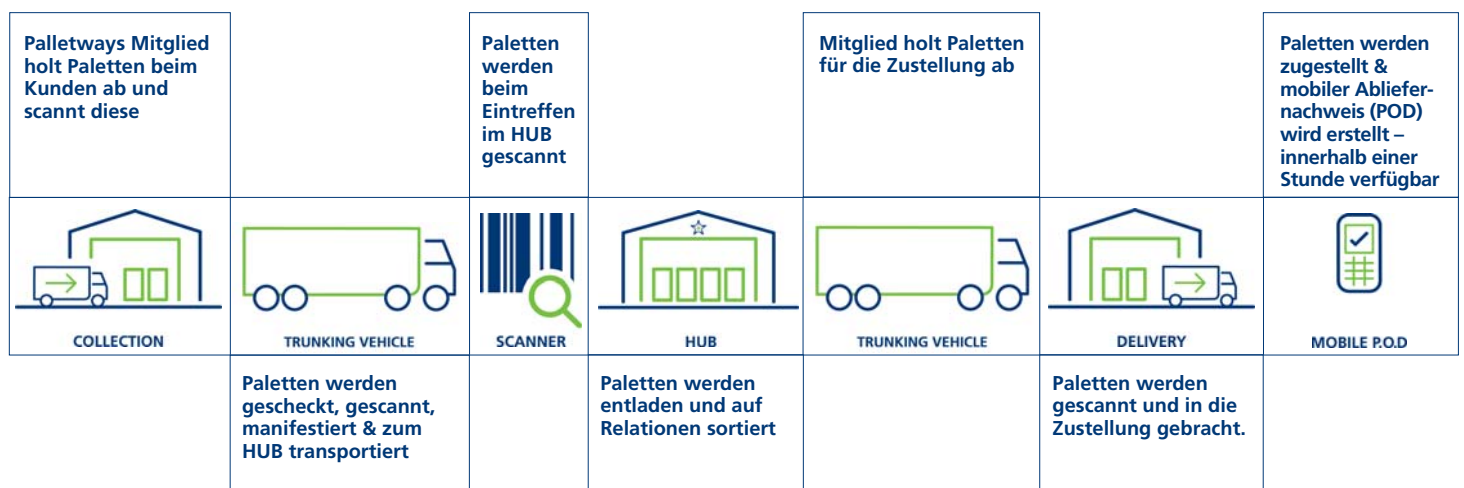 Palletways Mitglied
holt Paletten beim
Kunden ab und
scannt diese
Paletten
werden
beim
Eintreffen
im HUB
gescannt
Mitglied holt Paletten
für die Zustellung ab
Paletten werden
zugestellt &
mobiler Abliefer-
nachweis (POD)
wird erstellt –
innerhalb einer
Stunde verfügbar
COLLECTION
TRUNKING VEHICLE
SCANNER
HUB
TRUNKING VEHICLE
DELIVERY
MOBILE P.O.D
Paletten werden
gescheckt, gescannt,
manifestiert & zum
HUB transportiert
Paletten werden
entladen und auf
Relationen sortiert
Paletten werden
gescannt und in die
Zustellung gebracht.